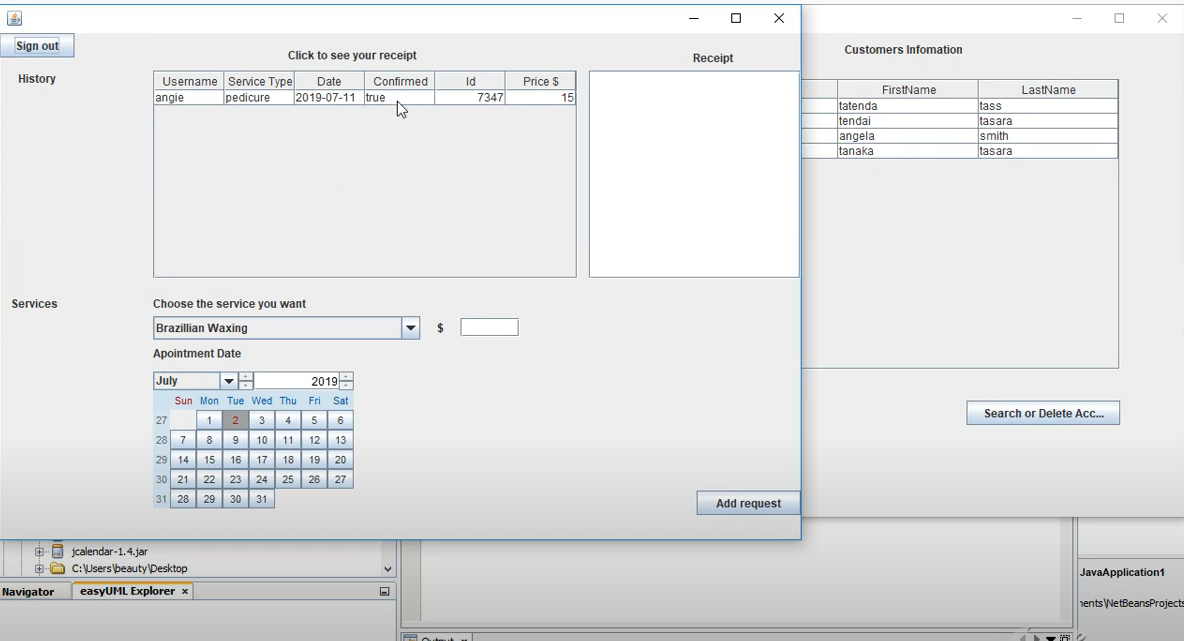 Sign out
Click to see your receipt
Receipt
Customers Infomation
History
Username Service Type Date Confirmed Id Price $
angie pedicure 2019-07-11 true 7347 15
FirstName LastName
tatenda tass
tendai tasara
angela smith
tanaka tasara
Services
Choose the service you want
Brazillian Waxing $
Apointment Date
July 2019
Sun Mon Tue Wed Thu Fri Sat
27 1 2 3 4 5 6
28 7 8 9 10 11 12 13
29 14 15 16 17 18 19 20
30 21 22 23 24 25 26 27
31 28 29 30 31
Search or Delete Acc...
Add request
jcalendar-1.4.jar
C:\Users\beauty\Desktop
Navigator easyUML Explorer ×
JavaApplication1
nents\NetBeansProjects